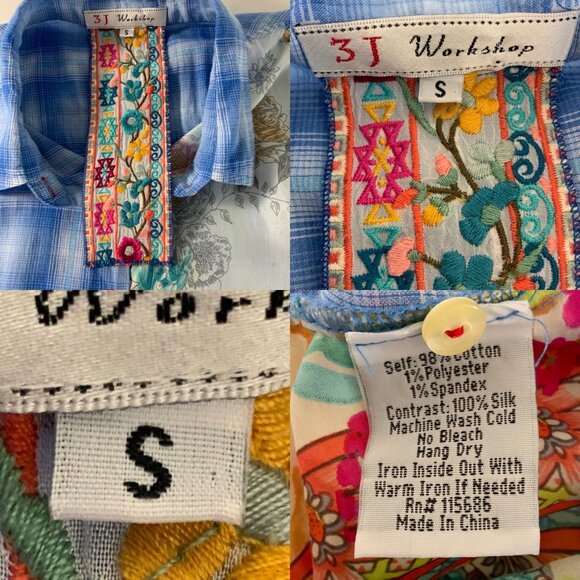 3J Workshop
S
3J Workshop
S
S
Self: 98% Cotton
1% Polyester
1% Spandex
Contrast: 100% Silk
Machine Wash Cold
No Bleach
Hang Dry
Iron Inside Out With
Warm Iron If Needed
Rn# 115686
Made In China